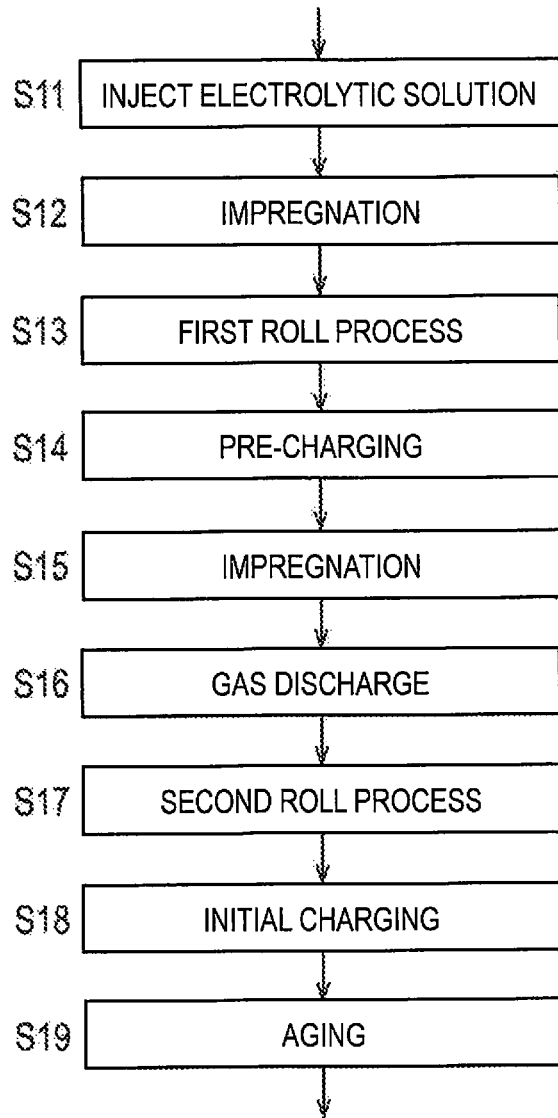 S11 INJECT ELECTROLYTIC SOLUTION
S12 IMPREGNATION
S13 FIRST ROLL PROCESS
S14 PRE-CHARGING
S15 IMPREGNATION
S16 GAS DISCHARGE
S17 SECOND ROLL PROCESS
S18 INITIAL CHARGING
S19 AGING